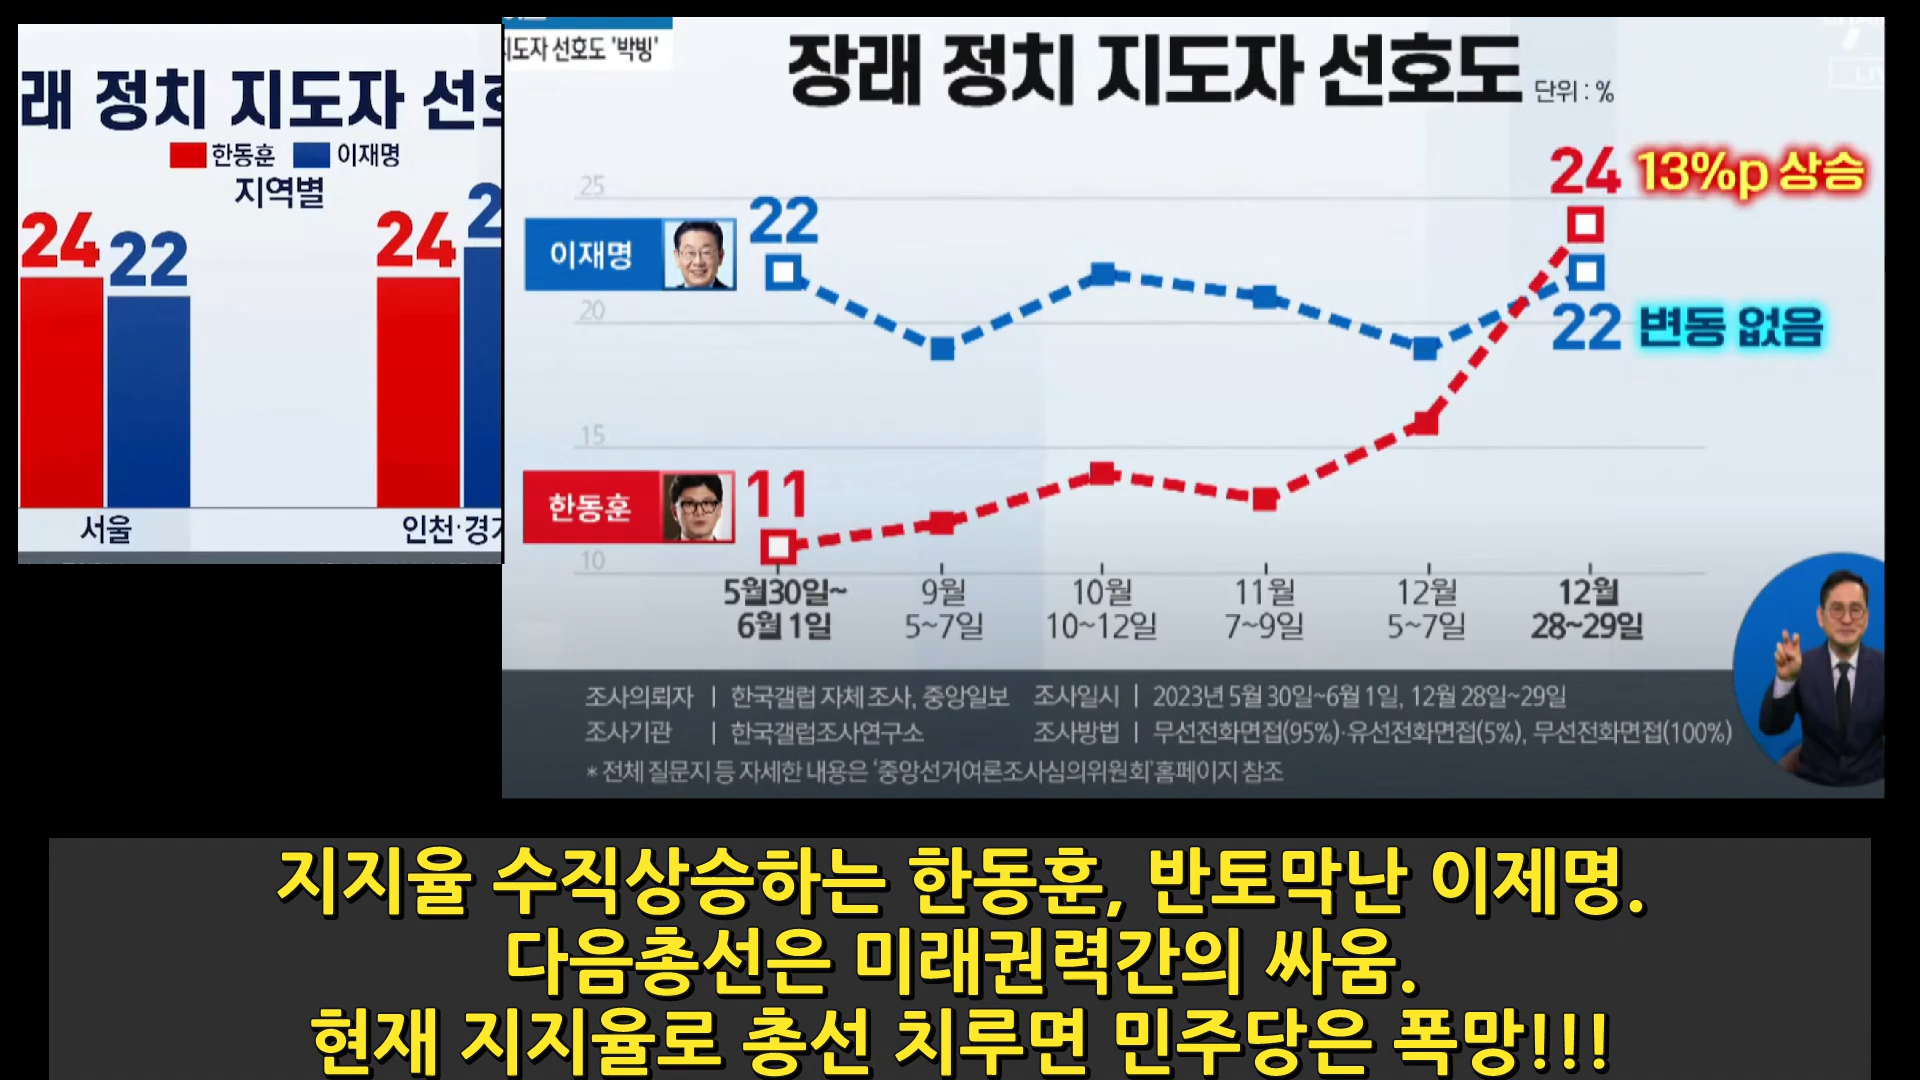 지도자 선호도 '박빙'
장래 정치 지도자 선호도 단위 : %
래 정치 지도자 선호
한동훈 이재명
지역별
24 22
24 2
서울
인천·경기
25
20
15
10
이재명 22
한동훈 11
24 13%p 상승
22 변동 없음
5월30일~
6월 1일
9월
5~7일
10월
10~12일
11월
7~9일
12월
5~7일
12월
28~29일
조사의뢰자 | 한국갤럽 자체 조사, 중앙일보 조사일시 | 2023년 5월 30일~6월 1일, 12월 28일~29일
조사기관 | 한국갤럽조사연구소 조사방법 | 무선전화면접(95%)·유선전화면접(5%), 무선전화면접(100%)
* 전체 질문지 등 자세한 내용은 '중앙선거여론조사심의위원회'홈페이지 참조
지지율 수직상승하는 한동훈, 반토막난 이제명.
다음총선은 미래권력간의 싸움.
현재 지지율로 총선 치루면 민주당은 폭망!!!